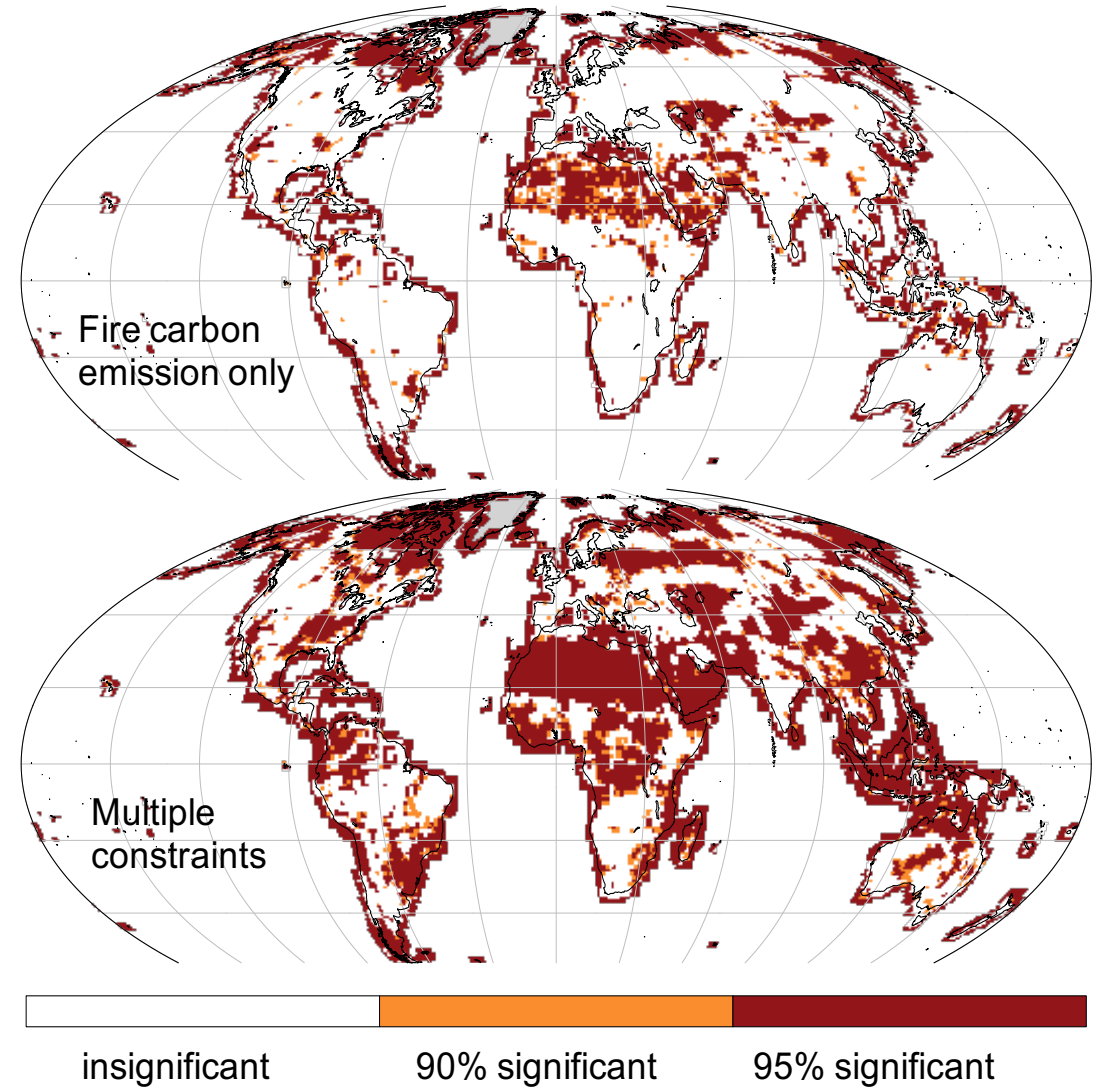 Fire carbon
emission only
Multiple
constraints
insignificant
90% significant
95% significant